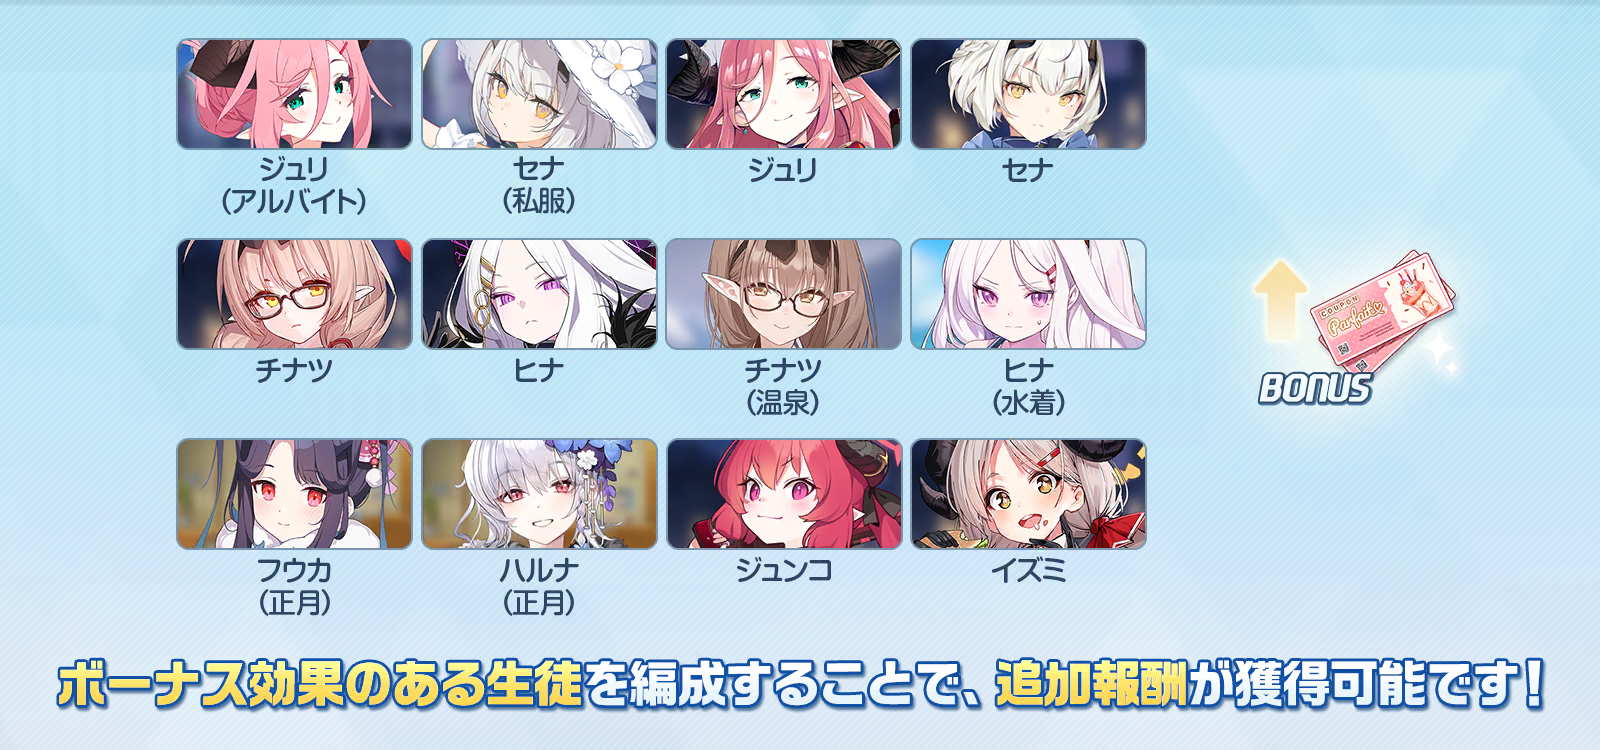 ジュリ
(アルバイト)
セナ
(私服)
ジュリ
セナ
チナツ
ヒナ
チナツ
(温泉)
ヒナ
(水着)
COUPON
Parfait
BONUS
フウカ
(正月)
ハルナ
(正月)
ジュンコ
イズミ
ボーナス効果のある生徒を編成することで、追加報酬が獲得可能です!